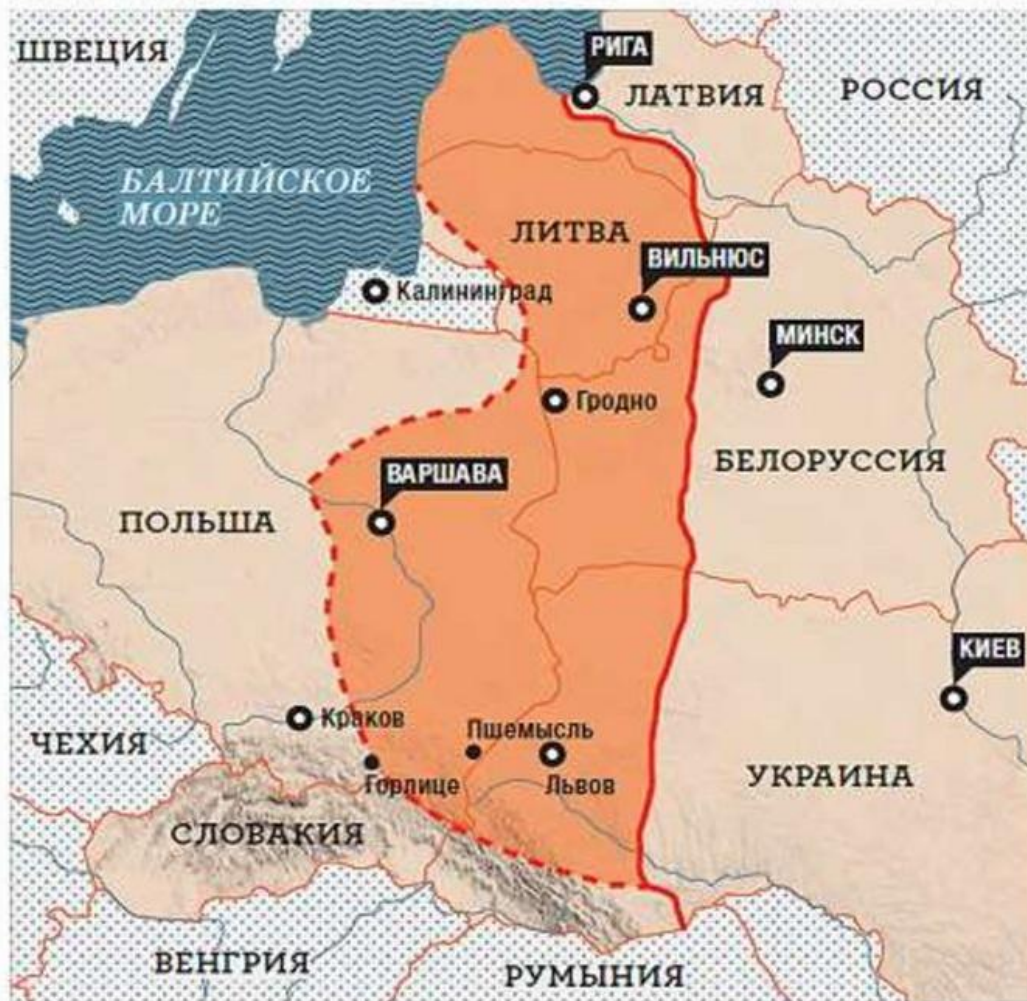 ШВЕЦИЯ
РИГА
ЛАТВИЯ
РОССИЯ
БАЛТИЙСКОЕ
МОРЕ
ЛИТВА
ВИЛЬНЮС
Калининград
МИНСК
Гродно
БЕЛОРУССИЯ
ВАРШАВА
ПОЛЬША
КИЕВ
Краков
Пшемысль
ЧЕХИЯ
Горлице
Львов
УКРАИНА
СЛОВАКИЯ
ВЕНГРИЯ
РУМЫНИЯ